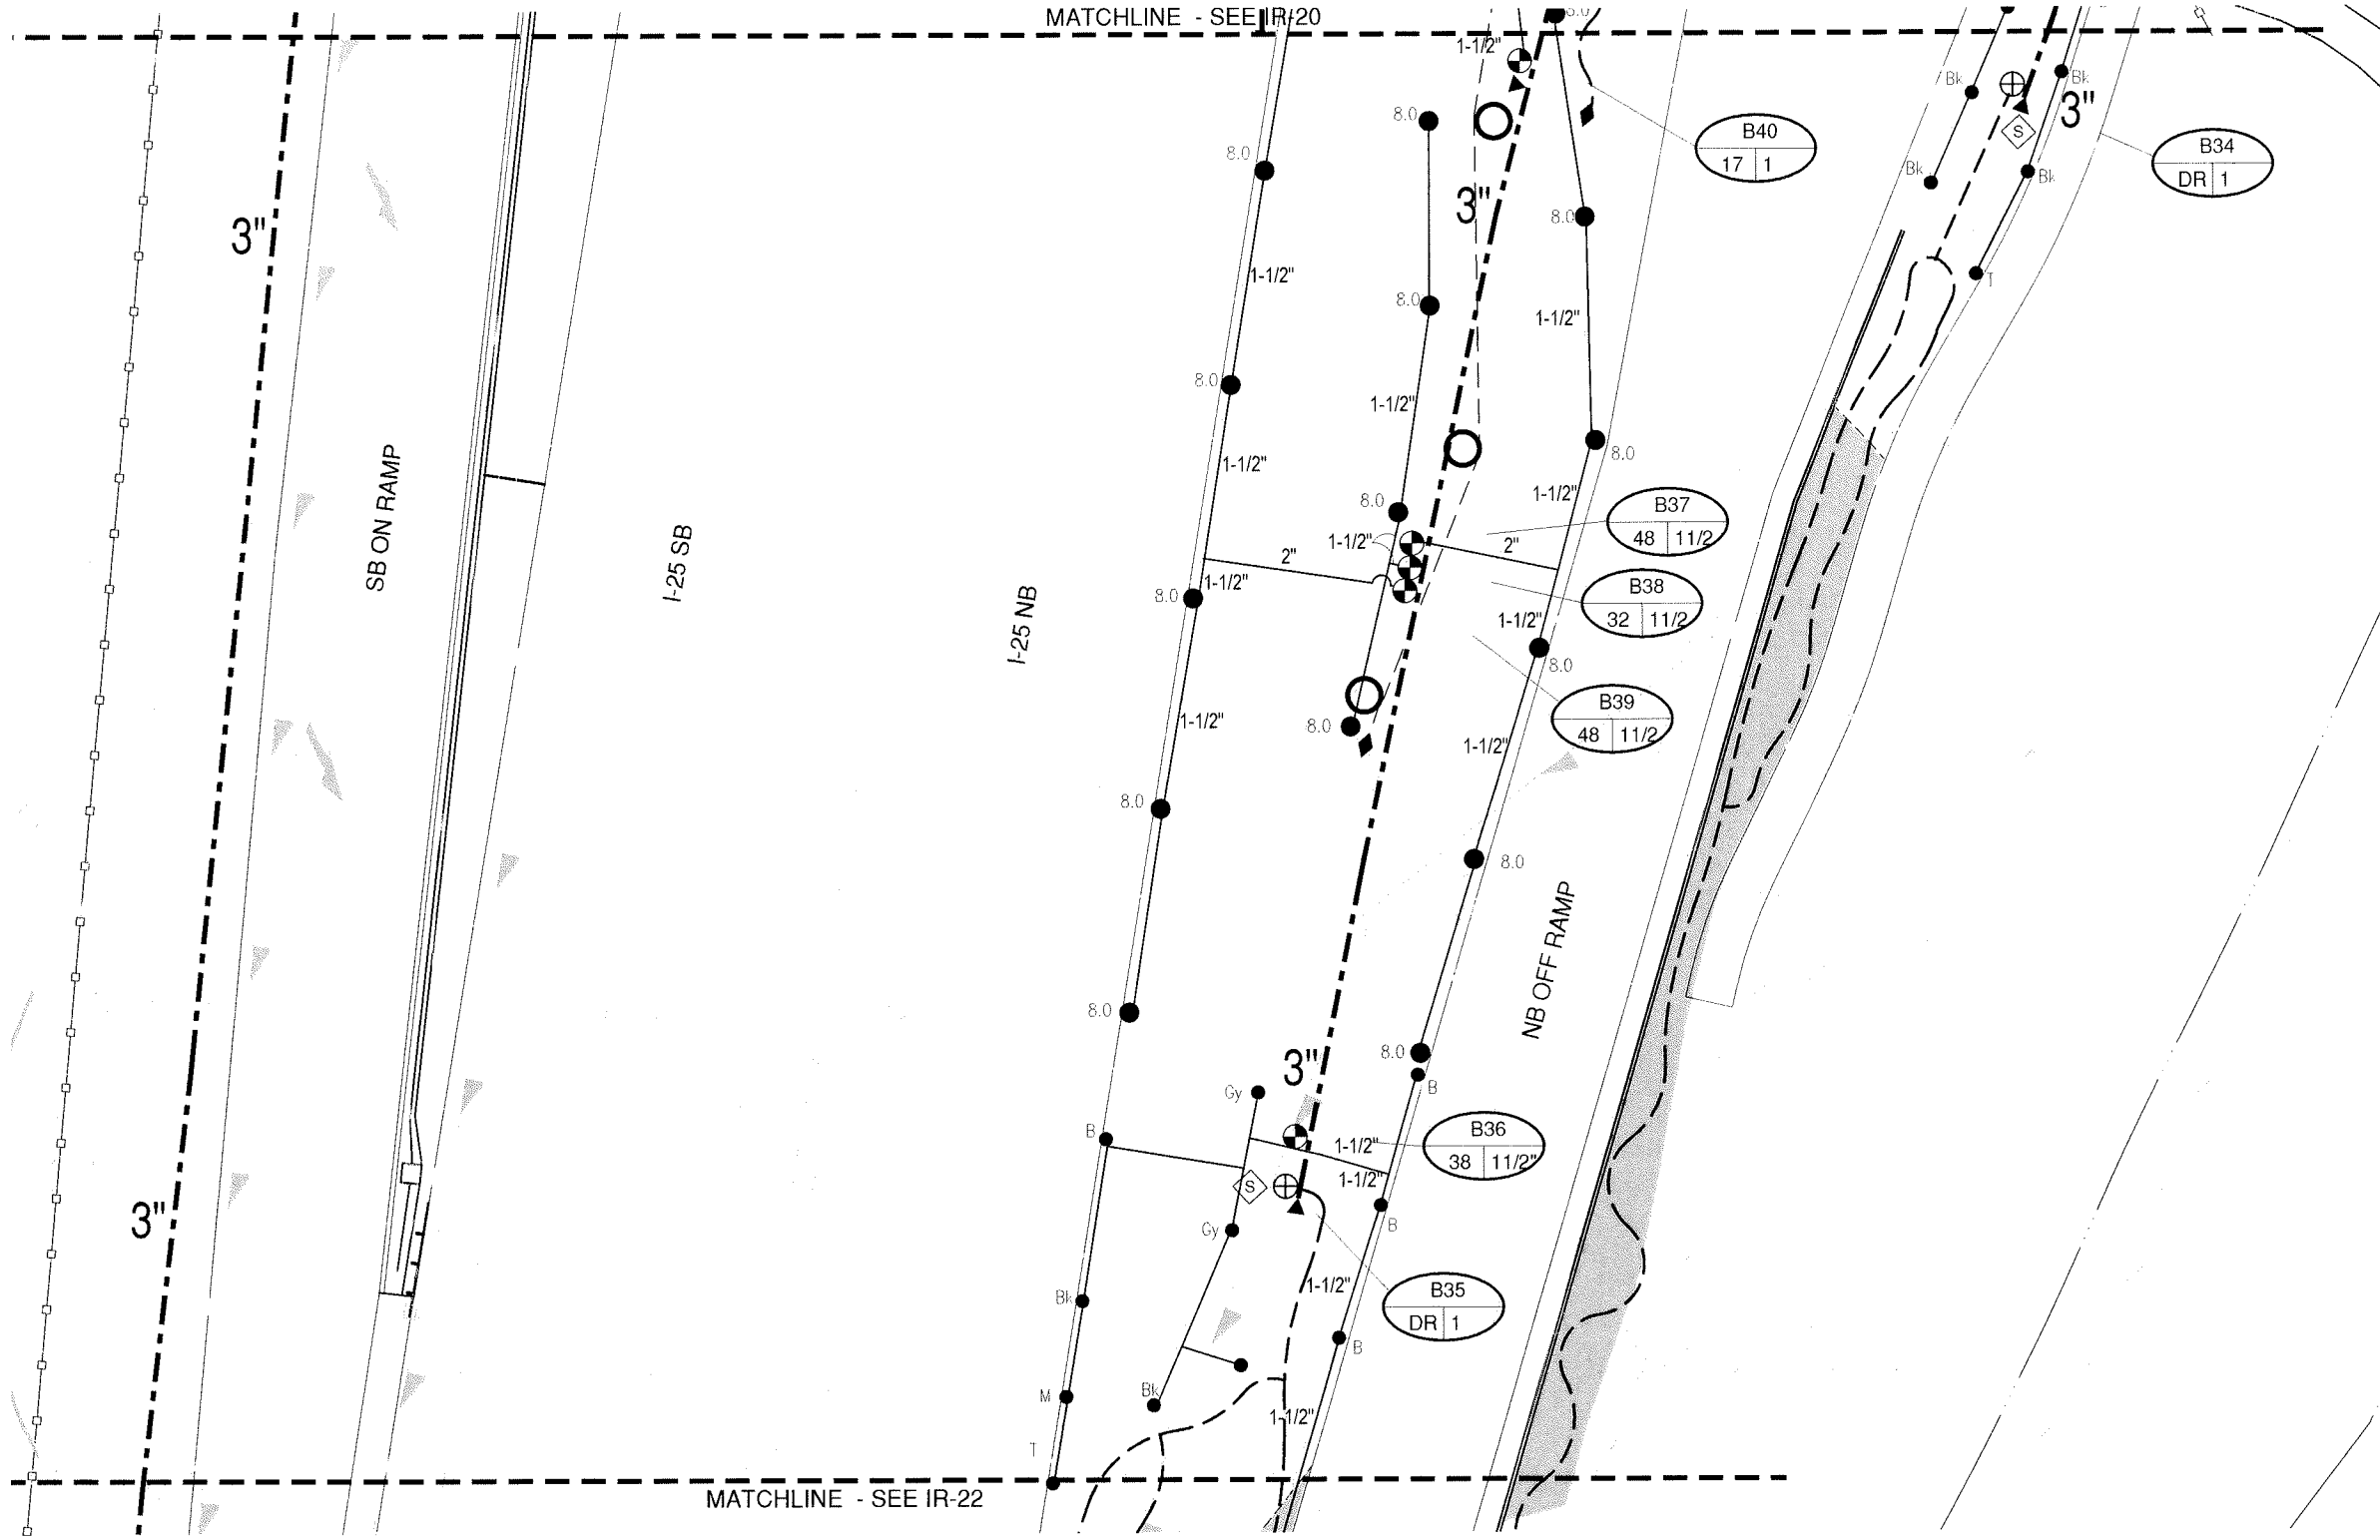 MATCHLINE - SEE IR-20
8.0
1-1/2"
Bk
Bk
3"
8.0
B40
17 1
S
B34
DR 1
8.0
Bk
Bk
3"
8.0
3"
T
1-1/2"
8.0
1-1/2"
8.0
1-1/2"
8.0
1-1/2"
1-1/2"
8.0
B37
48 11/2
SB ON RAMP
I-25 SB
I-25 NB
1-1/2"
2"
2"
8.0
1-1/2"
B38
32 11/2
1-1/2"
8.0
B39
48 11/2
8.0
1-1/2"
1-1/2"
8.0
8.0
NB OFF RAMP
8.0
8.0
3"
B
Gy
B
1-1/2"
B36
38 11/2"
1-1/2"
S
3"
Gy
B
1-1/2"
B35
DR 1
Bk
B
M
Bk
1-1/2"
T
MATCHLINE - SEE IR-22